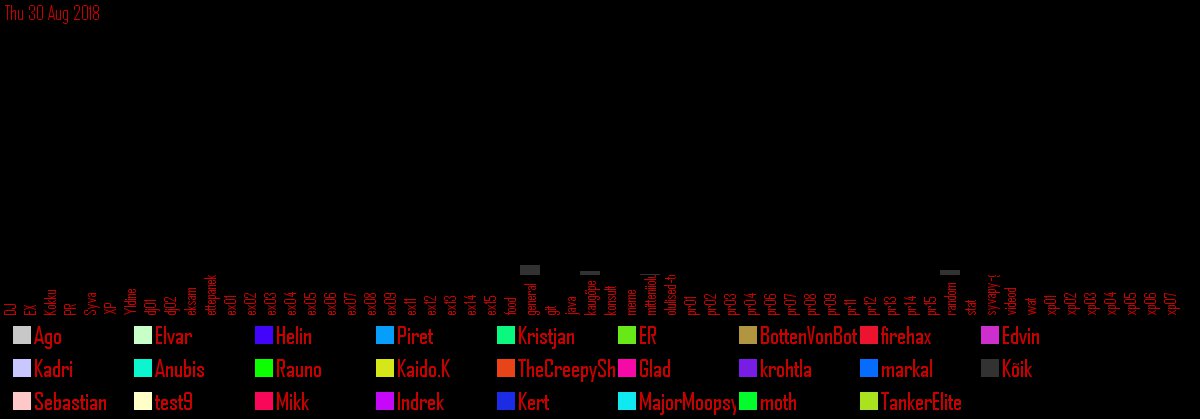 Thu 30 Aug 2018
DJ EX Kokku PR Syva XP Yldine dj01 dj02 eksam ettepanek ex01 ex02 ex03 ex04 ex05 ex06 ex07 ex08 ex09 ex11 ex12 ex13 ex14 ex15 food general git java kaugõpe konsult meme olulised-t pr01 pr02 pr03 pr04 pr06 pr07 pr08 pr09 pr11 pr12 pr13 pr14 pr15 random stat videod wat xp01 xp02 xp03 xp04 xp05 xp06 xp07
Ago Elvar Helin Piret Kristjan ER BottenVonBot firehax Edvin
Kadri Anubis Rauno Kaido.K TheCreepySh Glad krohtla markal Kõik
Sebastian test9 Mikk Indrek Kert MajorMoopsy moth TankerElite